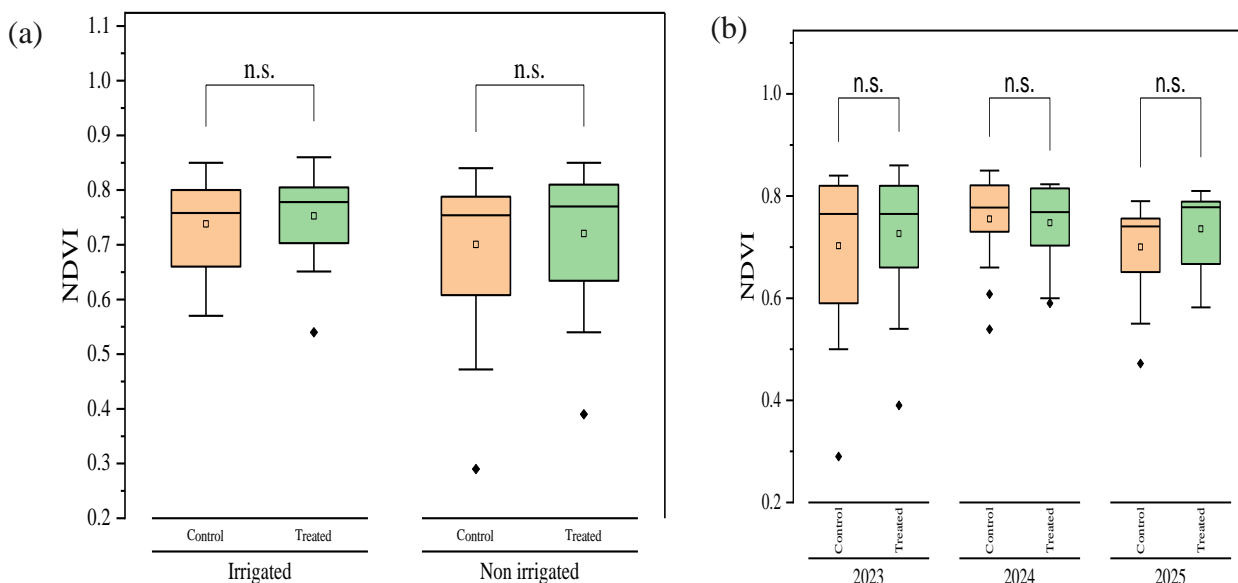 (a)
NDVI
1.1
1.0
0.9
0.8
0.7
0.6
0.5
0.4
0.3
0.2
n.s.
n.s.
Control
Treated
Control
Treated
Irrigated
Non irrigated
(b)
NDVI
1.0
0.8
0.6
0.4
0.2
n.s.
n.s.
n.s.
Control
Treated
Control
Treated
Control
Treated
2023
2024
2025